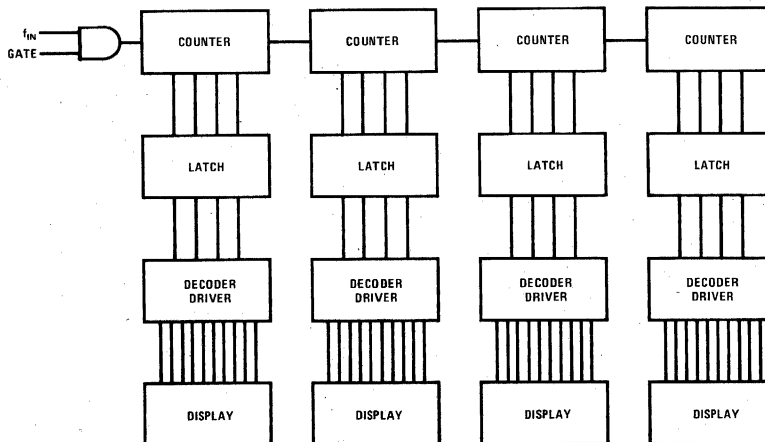 f_IN
GATE
COUNTER COUNTER COUNTER COUNTER
LATCH LATCH LATCH LATCH
DECODER DECODER DECODER DECODER
DRIVER DRIVER DRIVER DRIVER
DISPLAY DISPLAY DISPLAY DISPLAY